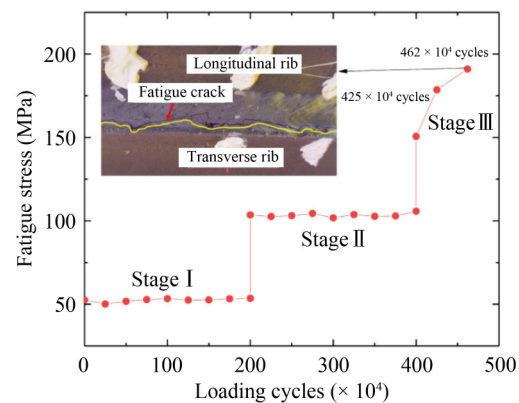 200
150
100
50
0
100
200
300
400
500
Fatigue stress (MPa)
Loading cycles (× 10⁴)
Longitudinal rib
Fatigue crack
Transverse rib
462 × 10⁴ cycles
425 × 10⁴ cycles
Stage Ⅲ
Stage Ⅱ
Stage Ⅰ